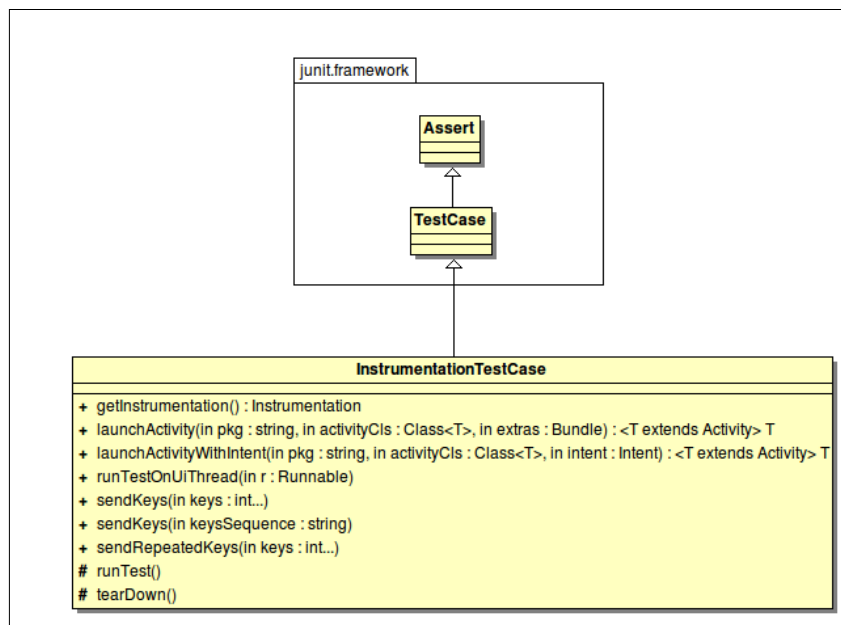 junit.framework
Assert
TestCase
InstrumentationTestCase
+ getInstrumentation() : Instrumentation
+ launchActivity(in pkg : string, in activityCls : Class<T>, in extras : Bundle) : <T extends Activity> T
+ launchActivityWithIntent(in pkg : string, in activityCls : Class<T>, in intent : Intent) : <T extends Activity> T
+ runTestOnUiThread(in r : Runnable)
+ sendKeys(in keys : int...)
+ sendKeys(in keysSequence : string)
+ sendRepeatedKeys(in keys : int...)
# runTest()
# tearDown()